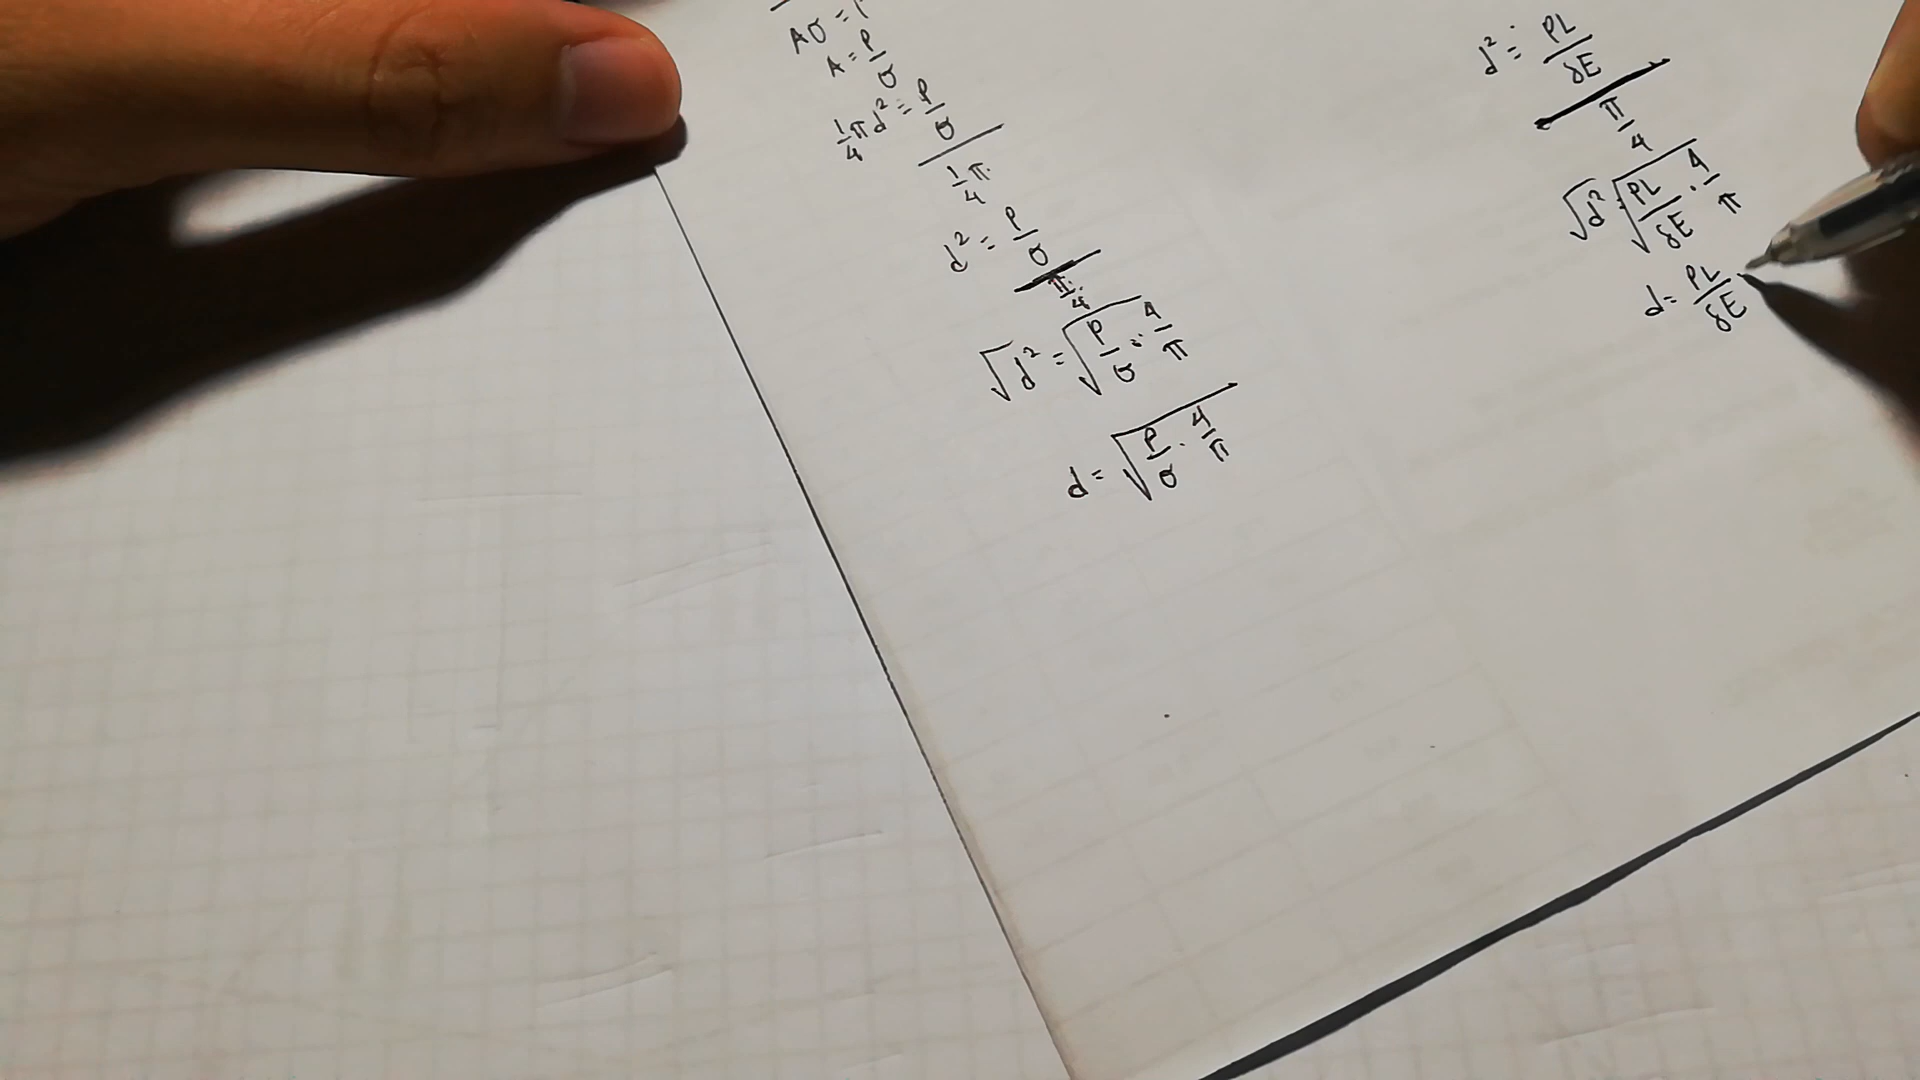 Aσ = P
A = P/σ
1/4 π d² = P/σ / 1/4 π
d² = P/σ / π/4
√d² = √P/σ · 4/π
d = √P/σ · 4/π
d² = PL/δE / π/4
√d² = √PL/δE · 4/π
d = PL/δE